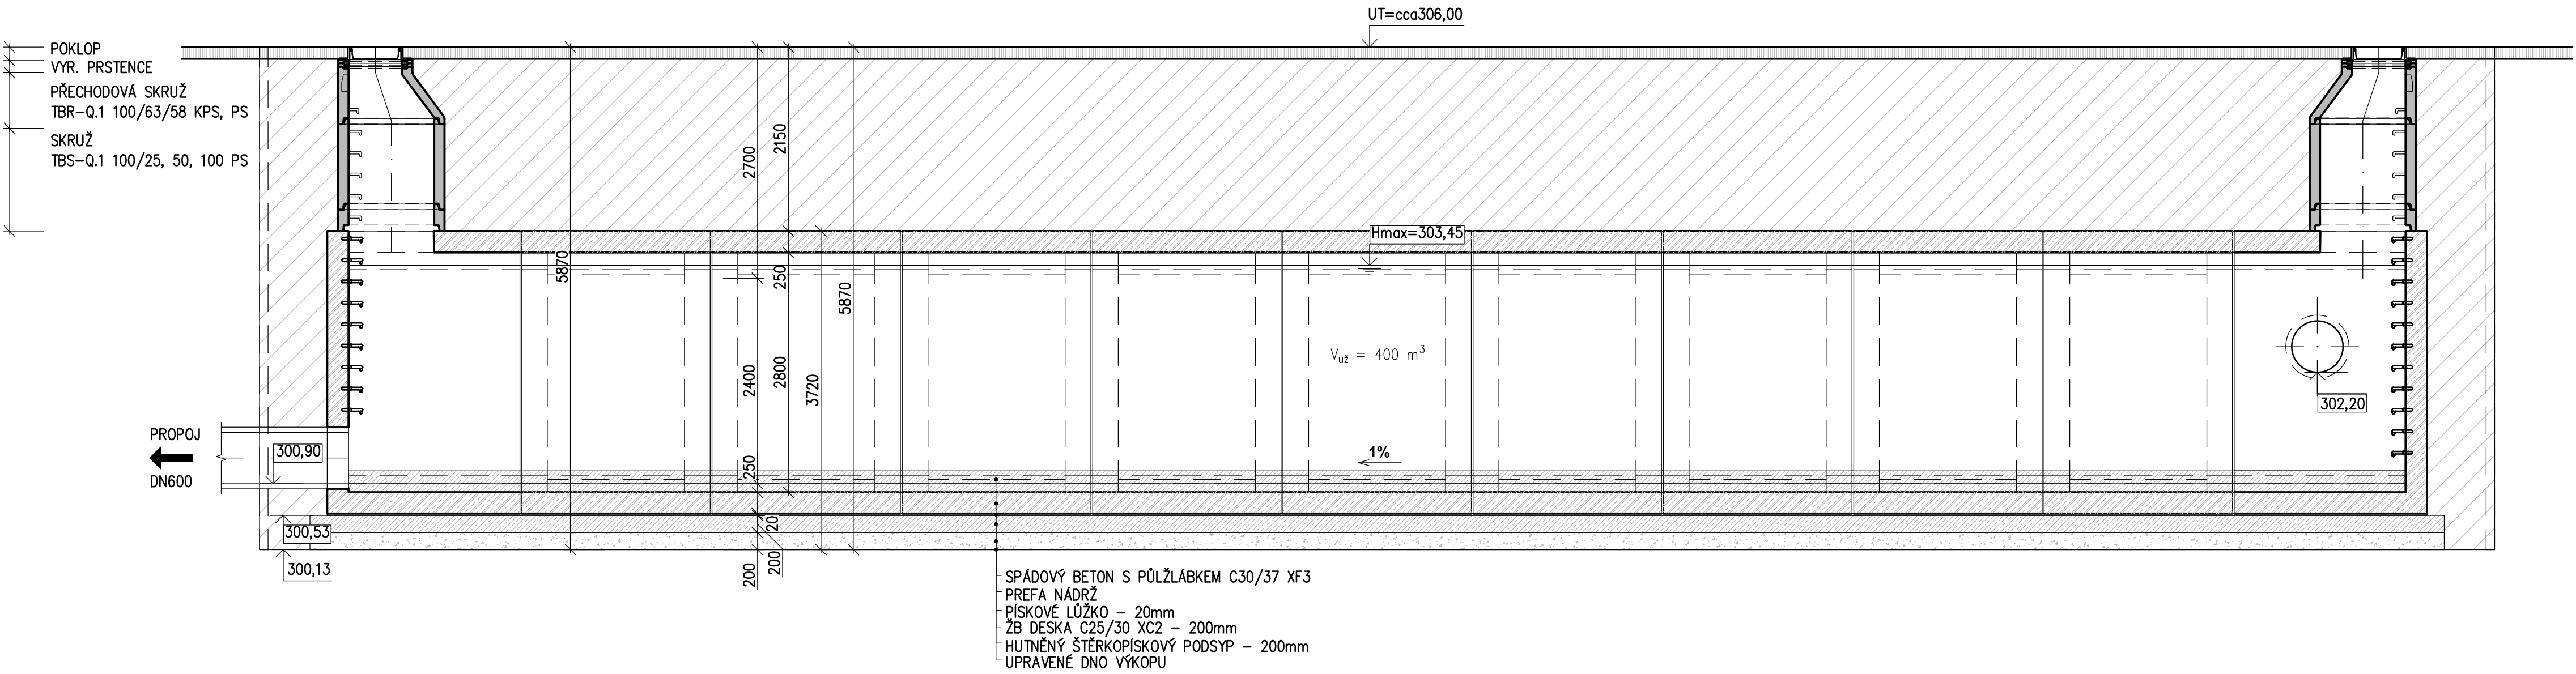 UT=cca306,00
POKLOP
VYR. PRSTENCE
PŘECHODOVÁ SKRUŽ
TBR-Q.1 100/63/58 KPS, PS
SKRUŽ
TBS-Q.1 100/25, 50, 100 PS
5870
2700
2150
250
5870
2400
2800
3720
250
20
200
200
Hmax=303,45
Vuž = 400 m³
1%
302,20
PROPOJ
DN600
300,90
300,53
300,13
SPÁDOVÝ BETON S PŮLŽLÁBKEM C30/37 XF3
PREFA NÁDRŽ
PÍSKOVÉ LŮŽKO – 20mm
ŽB DESKA C25/30 XC2 – 200mm
HUTNĚNÝ ŠTĚRKOPÍSKOVÝ PODSYP – 200mm
UPRAVENÉ DNO VÝKOPU